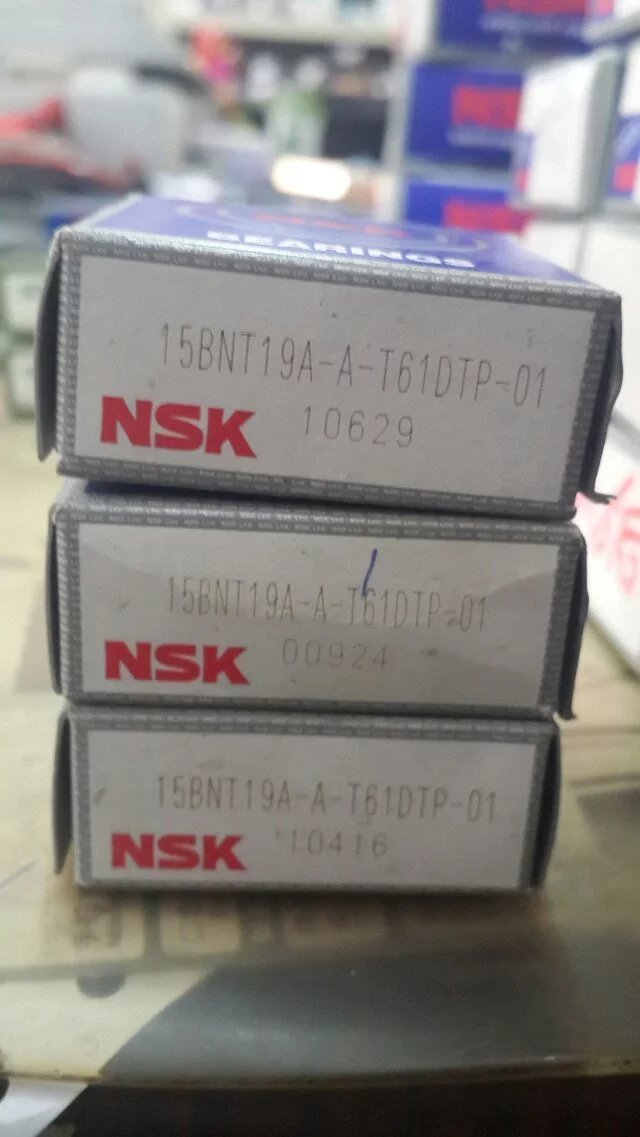 BEARINGS
15BNT19A-A-T61DTP-01
NSK 10629
15BNT19A-A-T61DTP-01
NSK 00924
15BNT19A-A-T61DTP-01
NSK 10416